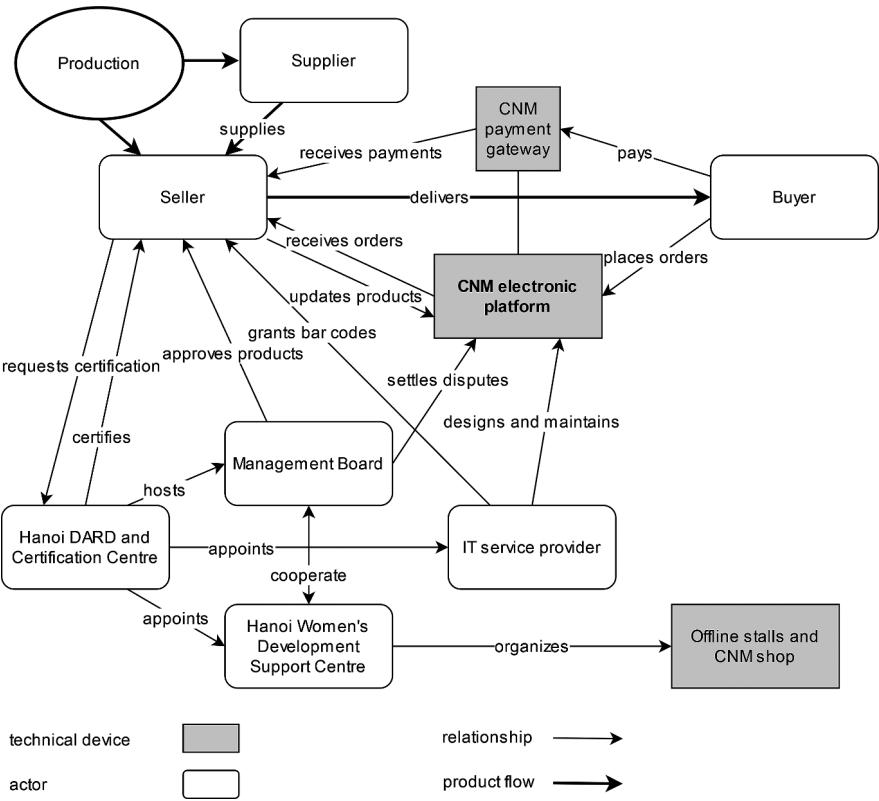 Production
Supplier
supplies
CNM
payment
gateway
receives payments
pays
Seller
delivers
Buyer
receives orders
places orders
CNM electronic
platform
updates products
grants bar codes
approves products
requests certification
settles disputes
designs and maintains
certifies
Management Board
hosts
Hanoi DARD and
Certification Centre
appoints
IT service provider
cooperate
appoints
Hanoi Women's
Development
Support Centre
organizes
Offline stalls and
CNM shop
technical device
relationship
actor
product flow